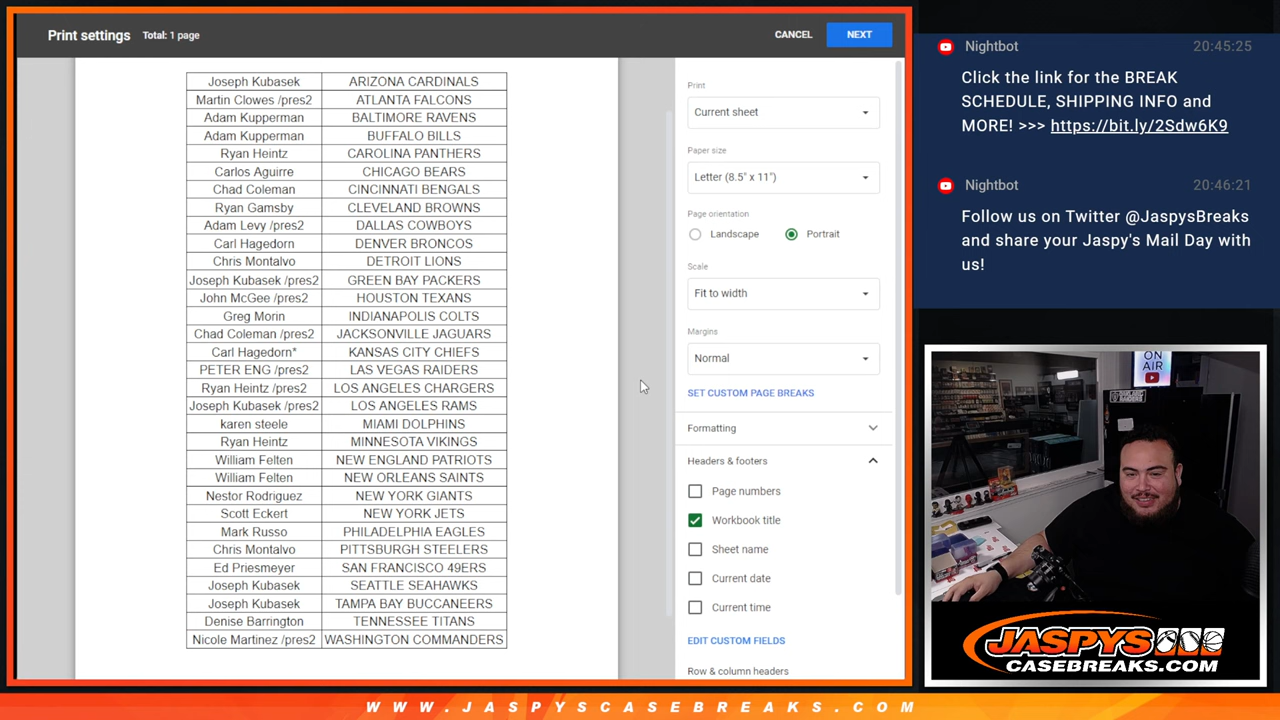 Print settings Total: 1 page CANCEL NEXT
Joseph Kubasek ARIZONA CARDINALS
Martin Clowes /pres2 ATLANTA FALCONS
Adam Kupperman BALTIMORE RAVENS
Adam Kupperman BUFFALO BILLS
Ryan Heintz CAROLINA PANTHERS
Carlos Aguirre CHICAGO BEARS
Chad Coleman CINCINNATI BENGALS
Ryan Gamsby CLEVELAND BROWNS
Adam Levy /pres2 DALLAS COWBOYS
Carl Hagedorn DENVER BRONCOS
Chris Montalvo DETROIT LIONS
Joseph Kubasek /pres2 GREEN BAY PACKERS
John McGee /pres2 HOUSTON TEXANS
Greg Morin INDIANAPOLIS COLTS
Chad Coleman /pres2 JACKSONVILLE JAGUARS
Carl Hagedorn* KANSAS CITY CHIEFS
PETER ENG /pres2 LAS VEGAS RAIDERS
Ryan Heintz /pres2 LOS ANGELES CHARGERS
Joseph Kubasek /pres2 LOS ANGELES RAMS
karen steele MIAMI DOLPHINS
Ryan Heintz MINNESOTA VIKINGS
William Felten NEW ENGLAND PATRIOTS
William Felten NEW ORLEANS SAINTS
Nestor Rodriguez NEW YORK GIANTS
Scott Eckert NEW YORK JETS
Mark Russo PHILADELPHIA EAGLES
Chris Montalvo PITTSBURGH STEELERS
Ed Priesmeyer SAN FRANCISCO 49ERS
Joseph Kubasek SEATTLE SEAHAWKS
Joseph Kubasek TAMPA BAY BUCCANEERS
Denise Barrington TENNESSEE TITANS
Nicole Martinez /pres2 WASHINGTON COMMANDERS
Print
Current sheet
Paper size
Letter (8.5" x 11")
Page orientation
Landscape Portrait
Scale
Fit to width
Margins
Normal
SET CUSTOM PAGE BREAKS
Formatting
Headers & footers
Page numbers
Workbook title
Sheet name
Current date
Current time
EDIT CUSTOM FIELDS
Row & column headers
Nightbot 20:45:25
Click the link for the BREAK
SCHEDULE, SHIPPING INFO and
MORE! >>> https://bit.ly/2Sdw6K9
Nightbot 20:46:21
Follow us on Twitter @JaspysBreaks
and share your Jaspy's Mail Day with
us!
ON
AIR
JASPYS
CASEBREAKS.COM
WWW.JASPYSCASEBREAKS.COM